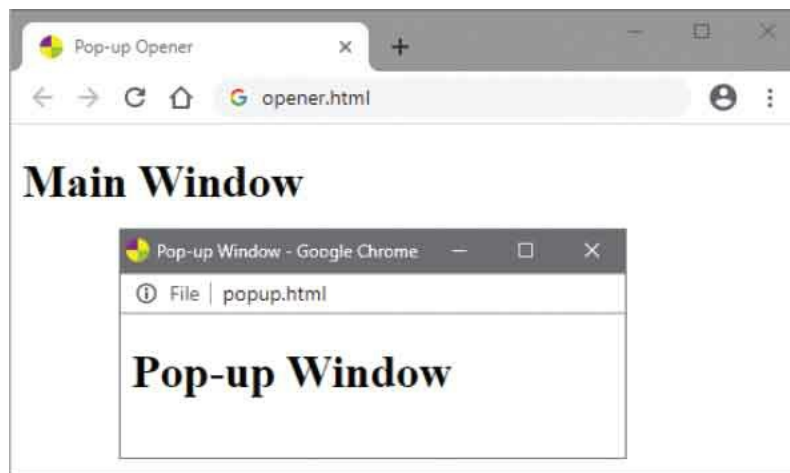 Pop-up Opener
opener.html
Main Window
Pop-up Window - Google Chrome
File | popup.html
Pop-up Window